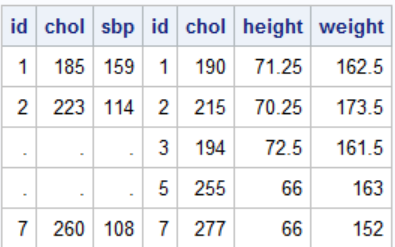 id chol sbp id chol height weight
1 185 159 1 190 71.25 162.5
2 223 114 2 215 70.25 173.5
. . . 3 194 72.5 161.5
. . . 5 255 66 163
7 260 108 7 277 66 152